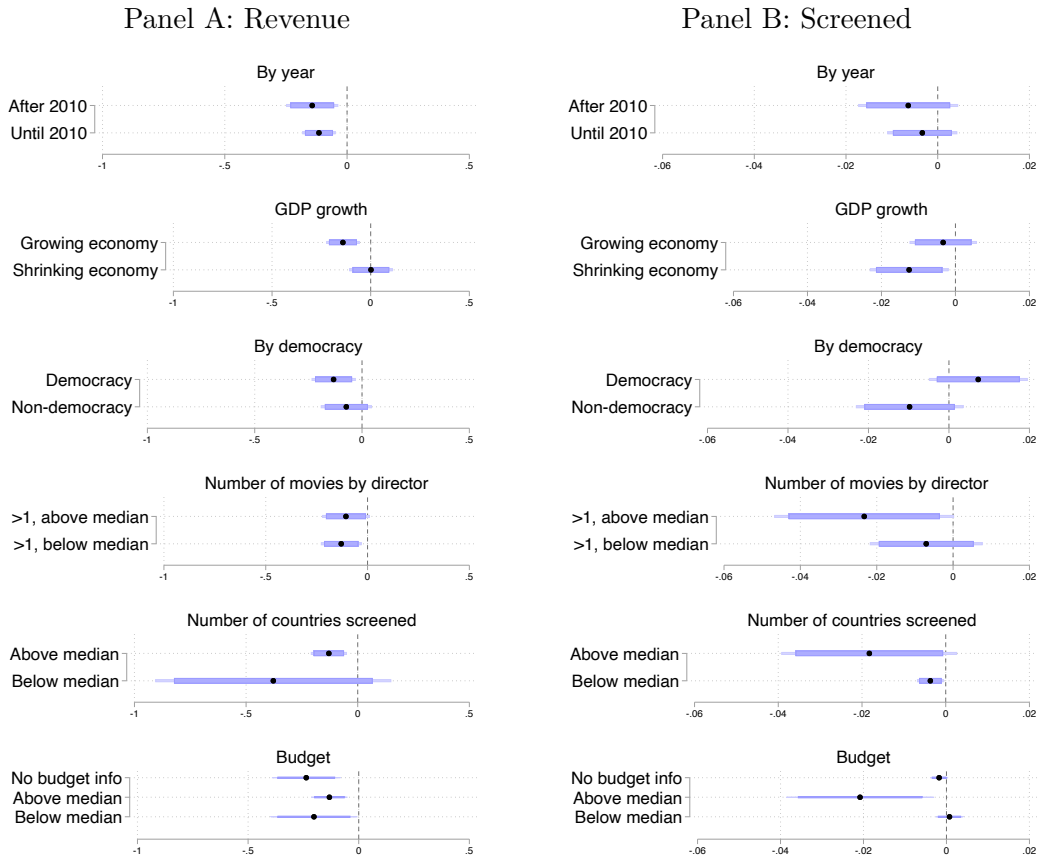 Panel A: Revenue
By year
After 2010
Until 2010
-1 -.5 0 .5
GDP growth
Growing economy
Shrinking economy
-1 -.5 0 .5
By democracy
Democracy
Non-democracy
-1 -.5 0 .5
Number of movies by director
>1, above median
>1, below median
-1 -.5 0 .5
Number of countries screened
Above median
Below median
-1 -.5 0 .5
Budget
No budget info
Above median
Below median
-1 -.5 0 .5
Panel B: Screened
By year
After 2010
Until 2010
-.06 -.04 -.02 0 .02
GDP growth
Growing economy
Shrinking economy
-.06 -.04 -.02 0 .02
By democracy
Democracy
Non-democracy
-.06 -.04 -.02 0 .02
Number of movies by director
>1, above median
>1, below median
-.06 -.04 -.02 0 .02
Number of countries screened
Above median
Below median
-.06 -.04 -.02 0 .02
Budget
No budget info
Above median
Below median
-.06 -.04 -.02 0 .02